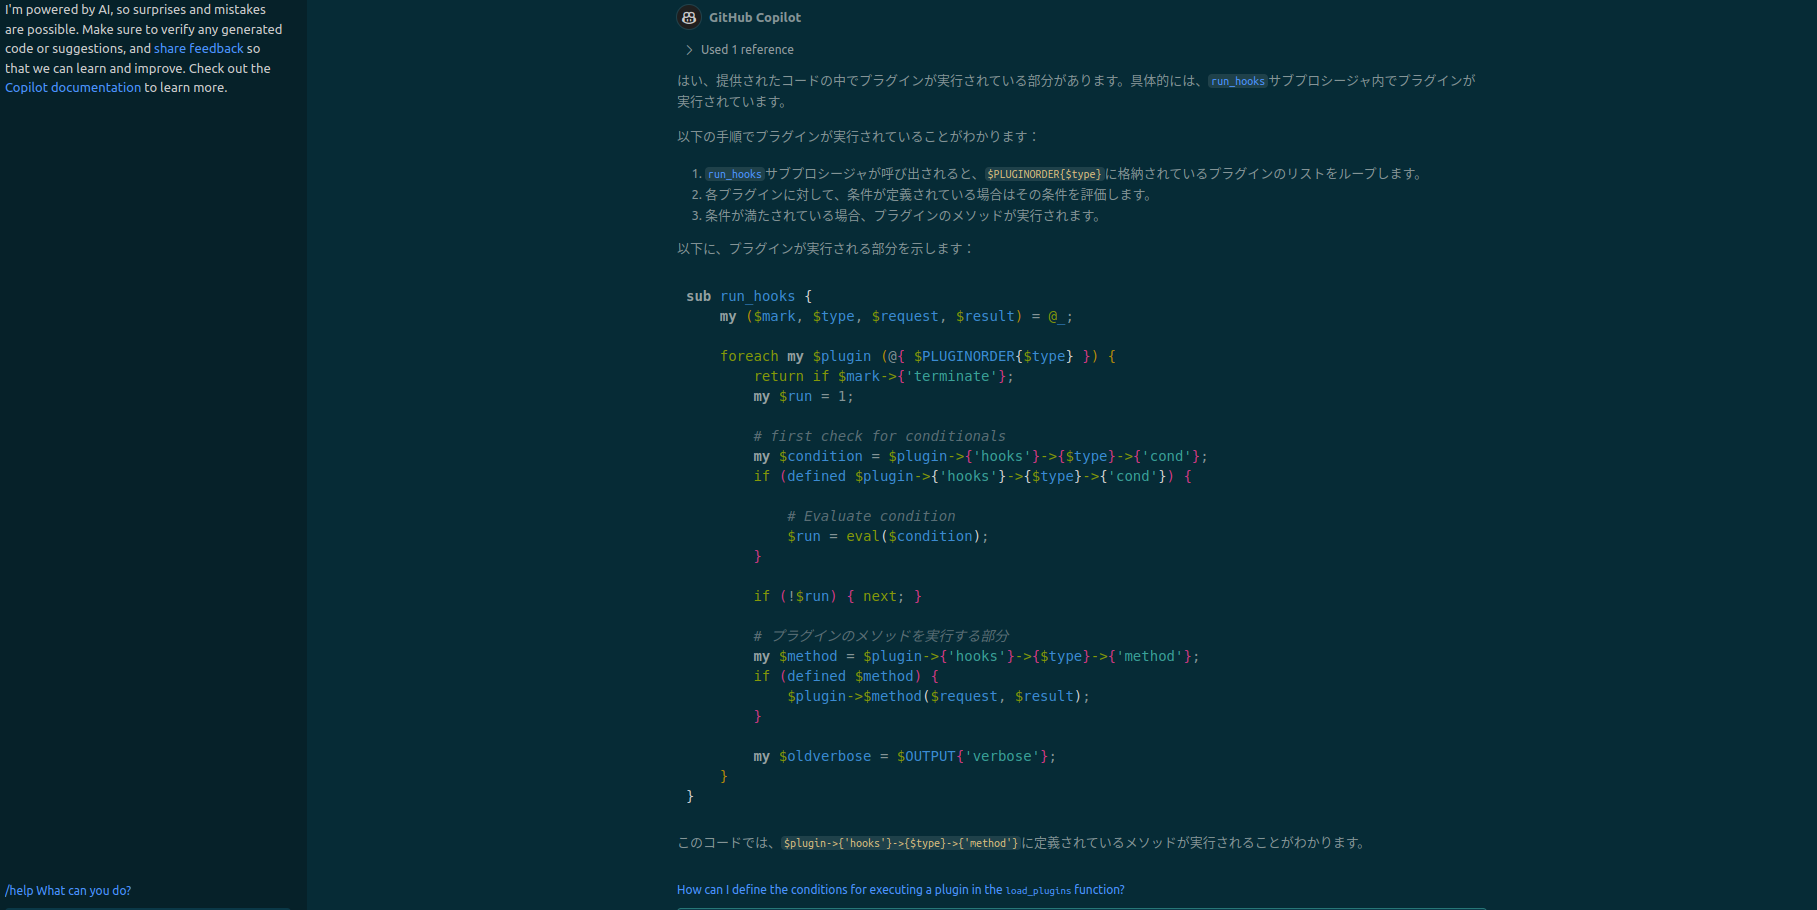 I'm powered by AI, so surprises and mistakes
are possible. Make sure to verify any generated
code or suggestions, and share feedback so
that we can learn and improve. Check out the
Copilot documentation to learn more.
/help What can you do?
GitHub Copilot
Used 1 reference
はい、提供されたコードの中でプラグインが実行されている部分があります。具体的には、run_hooksサブプロシージャ内でプラグインが
実行されています。
以下の手順でプラグインが実行されていることがわかります：
1. run_hooksサブプロシージャが呼び出されると、$PLUGINORDER{$type}に格納されているプラグインのリストをループします。
2. 各プラグインに対して、条件が定義されている場合はその条件を評価します。
3. 条件が満たされている場合、プラグインのメソッドが実行されます。
以下に、プラグインが実行される部分を示します：
sub run_hooks {
my ($mark, $type, $request, $result) = @_;
foreach my $plugin (@{ $PLUGINORDER{$type} }) {
return if $mark->{'terminate'};
my $run = 1;
# first check for conditionals
my $condition = $plugin->{'hooks'}->{$type}->{'cond'};
if (defined $plugin->{'hooks'}->{$type}->{'cond'}) {
# Evaluate condition
$run = eval($condition);
}
if (!$run) { next; }
# プラグインのメソッドを実行する部分
my $method = $plugin->{'hooks'}->{$type}->{'method'};
if (defined $method) {
$plugin->$method($request, $result);
}
my $oldverbose = $OUTPUT{'verbose'};
}
}
このコードでは、$plugin->{'hooks'}->{$type}->{'method'}に定義されているメソッドが実行されることがわかります。
How can I define the conditions for executing a plugin in the load_plugins function?